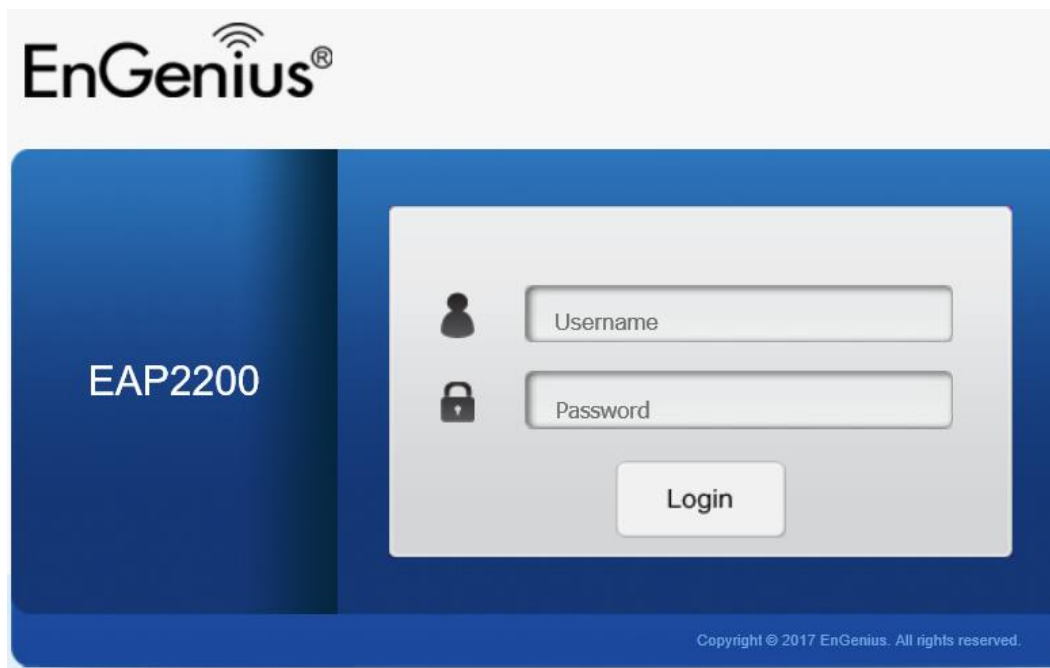 EnGenius®
EAP2200
Username
Password
Login
Copyright © 2017 EnGenius. All rights reserved.